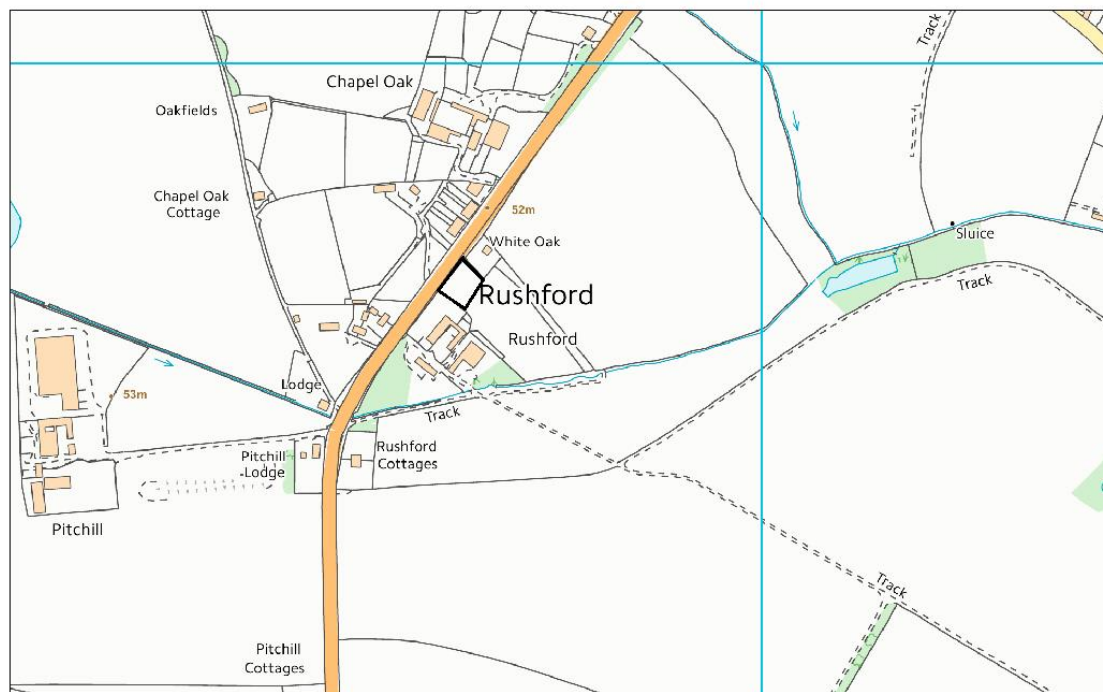 Track
Chapel Oak
Oakfields
Chapel Oak
Cottage
52m
White Oak
Sluice
Track
Rushford
Rushford
Lodge
53m
Track
Rushford
Cottages
Pitchill
Lodge
Pitchill
Track
Pitchill
Cottages